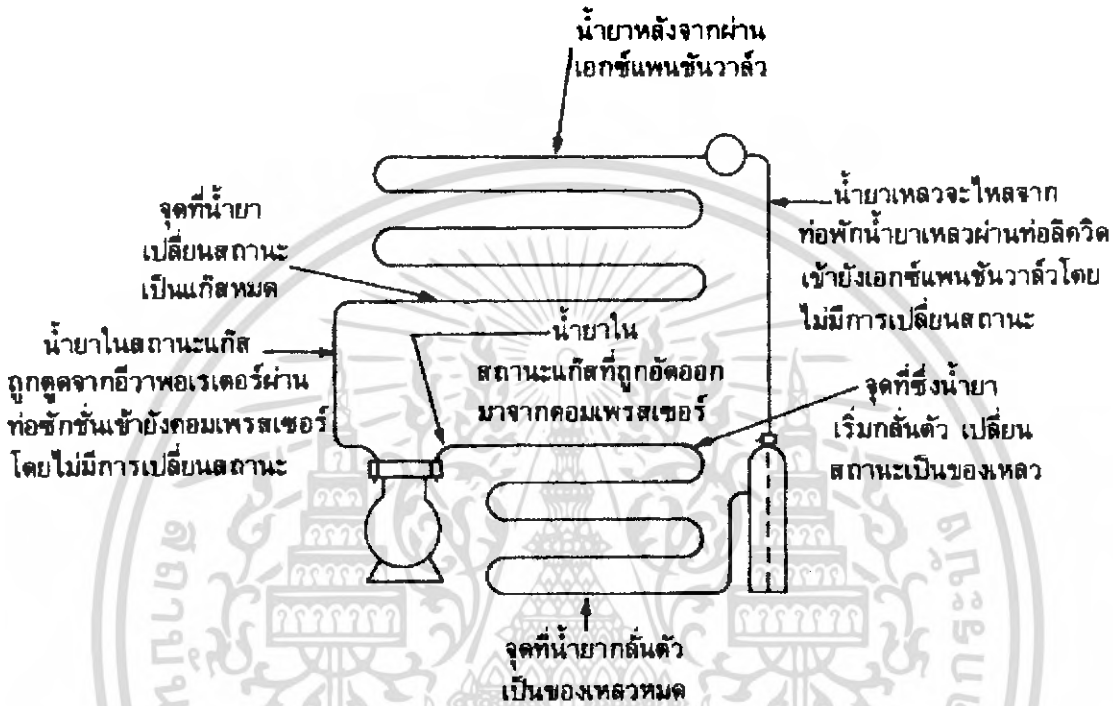 น้ำยาหลังจากผ่าน
เอกซ์แพนชันวาล์ว
จุดที่น้ำยา
เปลี่ยนสถานะ
เป็นแก๊สหมด
น้ำยาเหลวจะไหลจาก
ท่อพักน้ำยาเหลวผ่านท่อลิควิด
เข้ายังเอกซ์แพนชันวาล์วโดย
ไม่มีการเปลี่ยนสถานะ
น้ำยาในสถานะแก๊ส
ถูกดูดจากอีวาพอเรเตอร์ผ่าน
ท่อซักชั่นเข้ายังคอมเพรสเซอร์
โดยไม่มีการเปลี่ยนสถานะ
น้ำยาใน
สถานะแก๊สที่ถูกอัดออก
มาจากคอมเพรสเซอร์
จุดที่ซึ่งน้ำยา
เริ่มกลั่นตัว เปลี่ยน
สถานะเป็นของเหลว
จุดที่น้ำยากลั่นตัว
เป็นของเหลวหมด